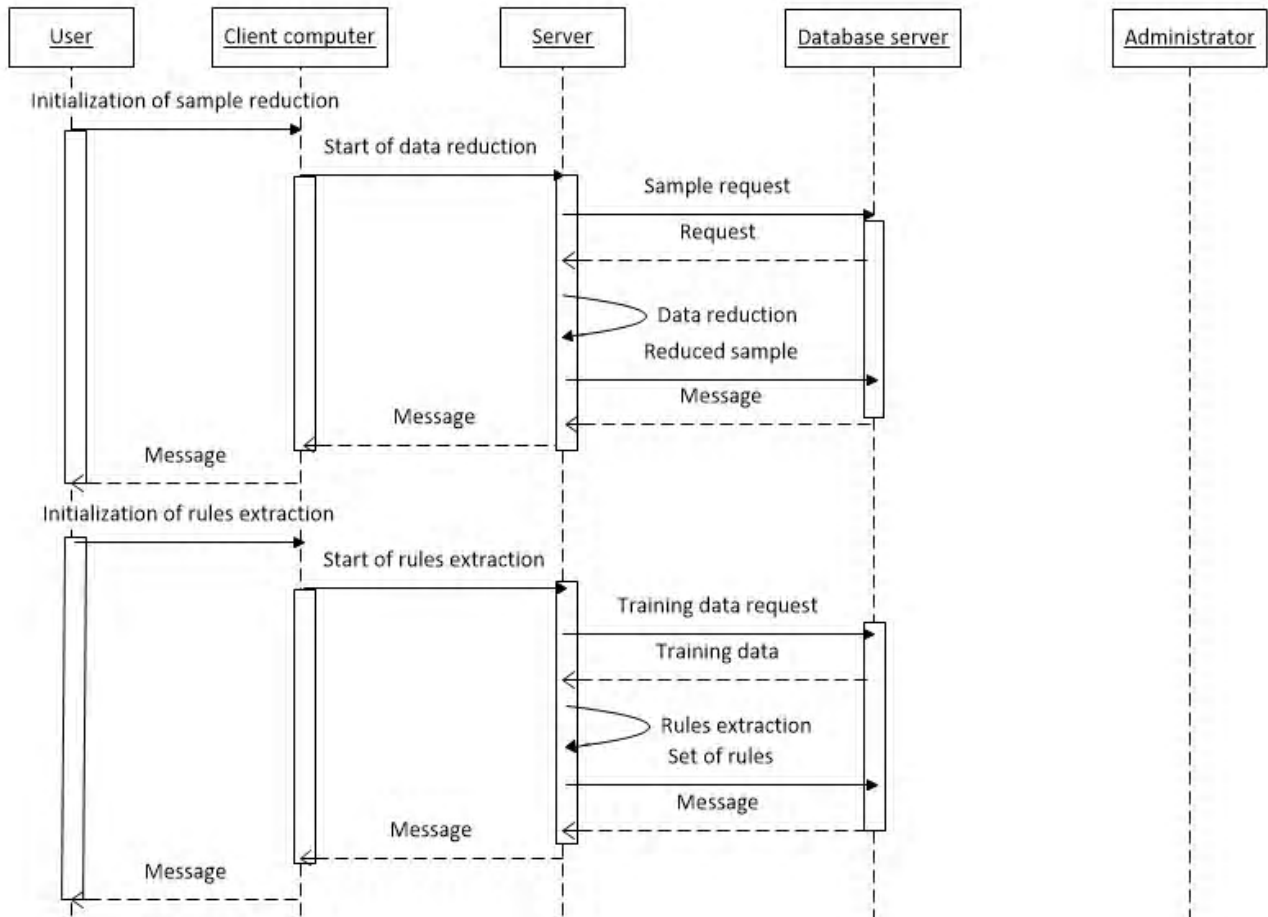 User
Client computer
Server
Database server
Administrator
Initialization of sample reduction
Start of data reduction
Sample request
Request
Data reduction
Reduced sample
Message
Message
Message
Initialization of rules extraction
Start of rules extraction
Training data request
Training data
Rules extraction
Set of rules
Message
Message
Message